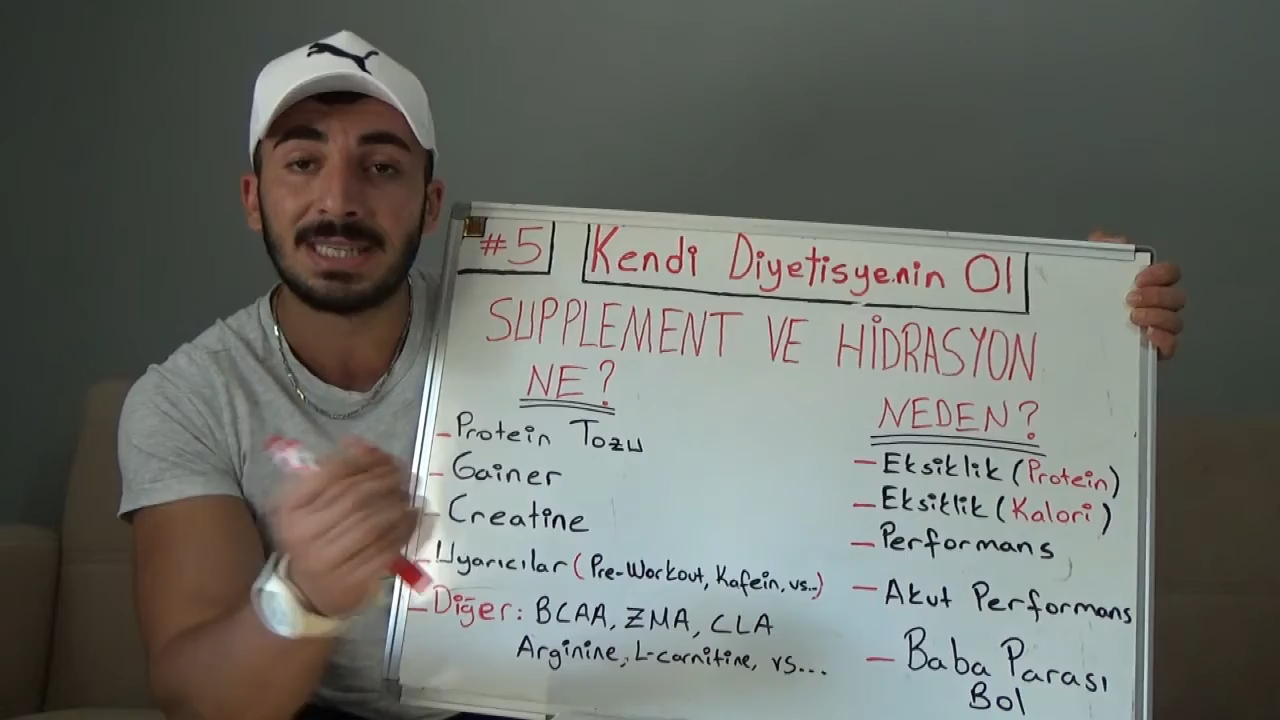 #5 Kendi Diyetisyenin Ol
SUPPLEMENT VE HİDRASYON
NE?
- Protein Tozu
- Gainer
- Creatine
- Uyarıcılar (Pre-Workout, Kafein, vs..)
- Diğer: BCAA, ZMA, CLA
Arginine, L-carnitine, vs...
NEDEN?
- Eksiklik (Protein)
- Eksiklik (Kalori)
- Performans
- Akut Performans
- Baba Parası
Bol